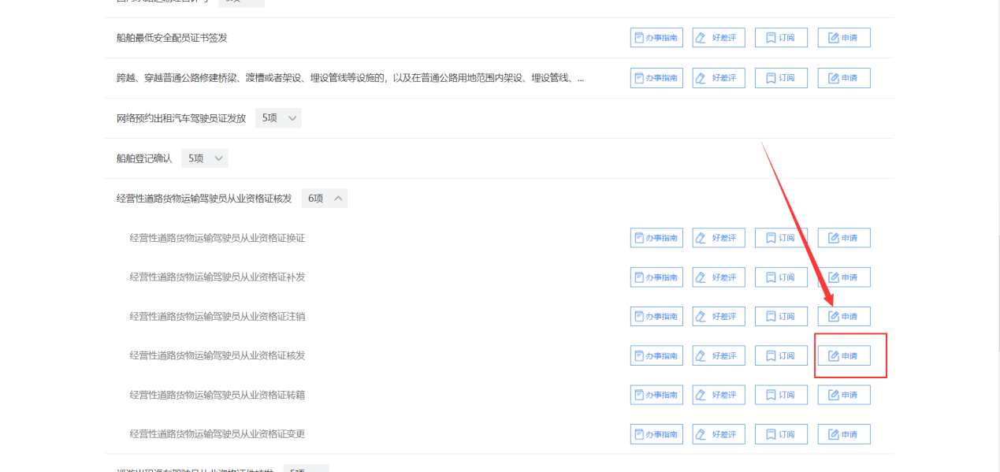 船舶最低安全配员证书签发 办事指南 好差评 订阅 申请
跨越、穿越普通公路修建桥梁、渡槽或者架设、埋设管线等设施的，以及在普通公路用地范围内架设、埋设管线、... 办事指南 好差评 订阅 申请
网络预约出租汽车驾驶员证发放 5项
船舶登记确认 5项
经营性道路货物运输驾驶员从业资格证核发 6项
经营性道路货物运输驾驶员从业资格证换证 办事指南 好差评 订阅 申请
经营性道路货物运输驾驶员从业资格证补发 办事指南 好差评 订阅 申请
经营性道路货物运输驾驶员从业资格证注销 办事指南 好差评 订阅 申请
经营性道路货物运输驾驶员从业资格证核发 办事指南 好差评 订阅 申请
经营性道路货物运输驾驶员从业资格证转籍 办事指南 好差评 订阅 申请
经营性道路货物运输驾驶员从业资格证变更 办事指南 好差评 订阅 申请